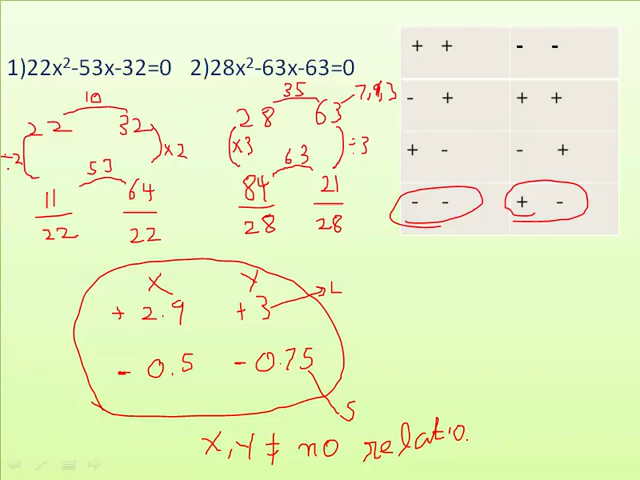 1)22x²-53x-32=0 2)28x²-63x-63=0
+ + - -
- + + +
+ - - +
- - + -
10 35 7,9,3
22 32 28 63
÷2 ×2 ×3 ÷3
53 63
11/22 64/22 84/28 21/28
X Y
+ 2.9 + 3 L
- 0.5 - 0.75
S
X, Y ≠ no relatio